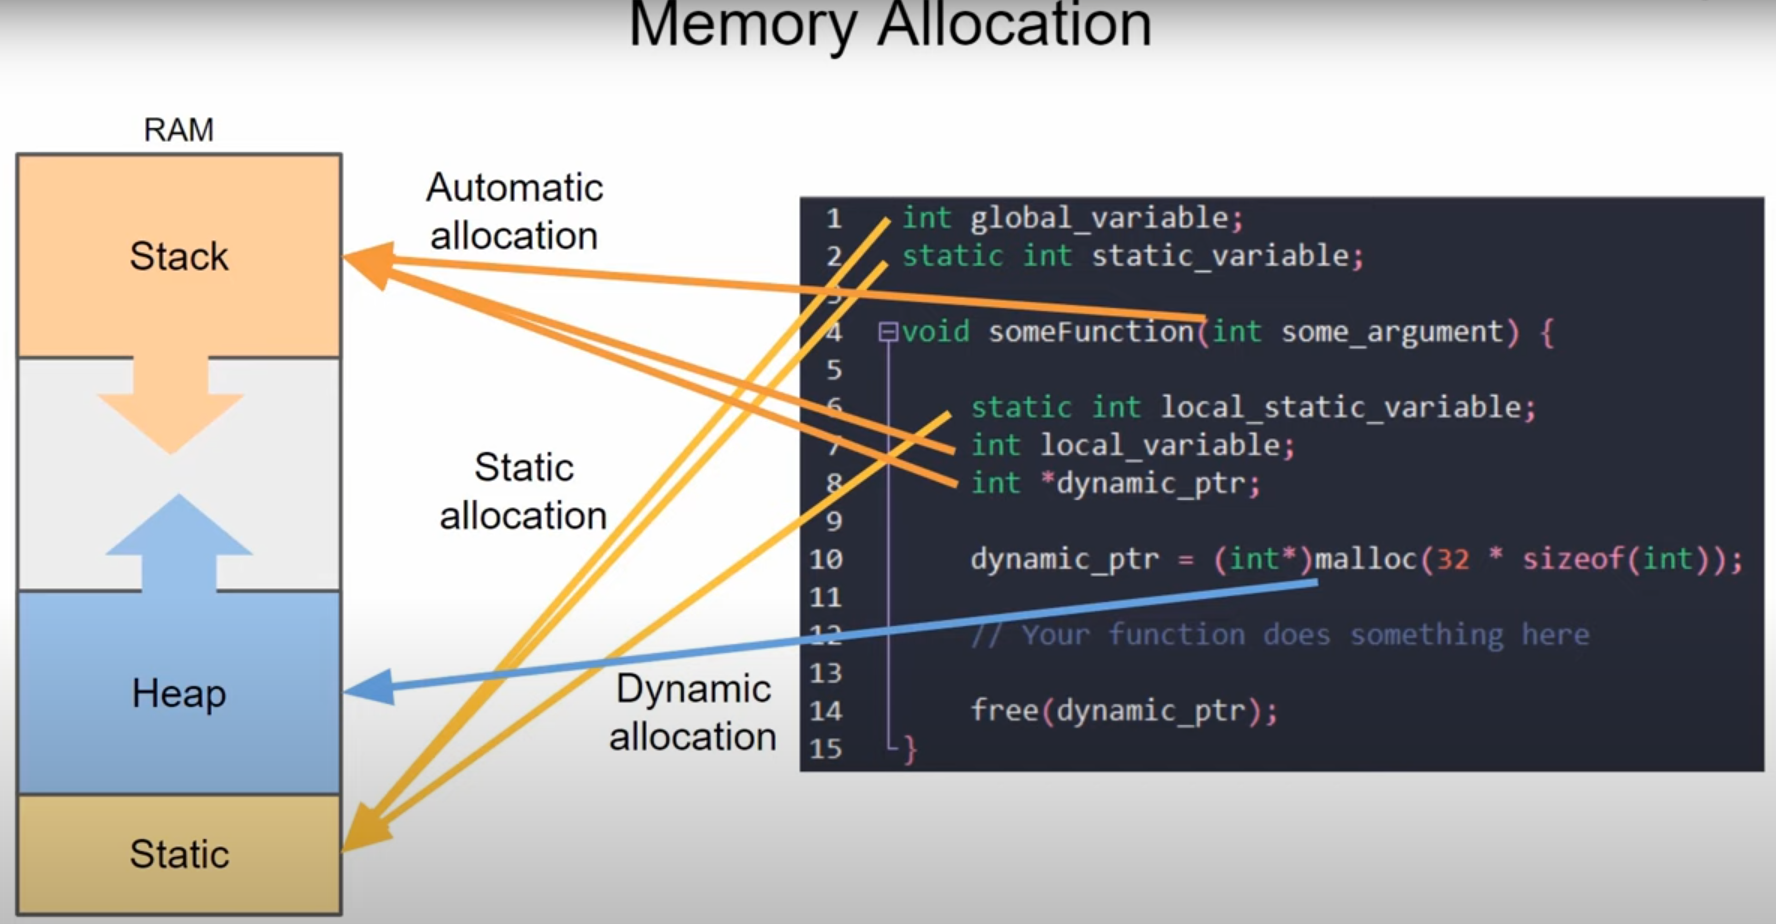 Memory Allocation
RAM
Stack
Heap
Static
Automatic
allocation
Static
allocation
Dynamic
allocation
1 int global_variable;
2 static int static_variable;
3
4 void someFunction(int some_argument) {
5
6 static int local_static_variable;
7 int local_variable;
8 int *dynamic_ptr;
9
10 dynamic_ptr = (int*)malloc(32 * sizeof(int));
11
12 // Your function does something here
13
14 free(dynamic_ptr);
15 }